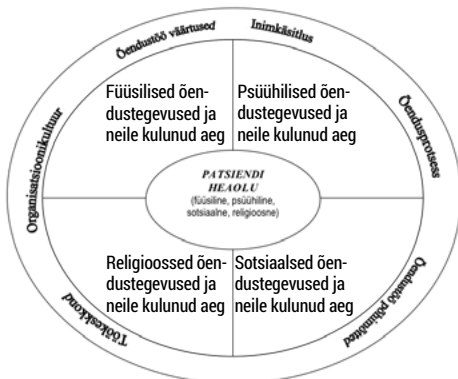 Õendustöö väärtused
Inimkäsitlus
Õendusprotsess
Õendustöö põhimõtted
Töökeskkond
Organisatsioonikultuur
Füüsilised õen-
dustegevused ja
neile kulunud aeg
Psüühilised õen-
dustegevused ja
neile kulunud aeg
PATSIENDI
HEAOLU
(füüsiline, psüühiline,
sotsiaalne, religioosne)
Religioossed õen-
dustegevused ja
neile kulunud aeg
Sotsiaalsed õen-
dustegevused ja
neile kulunud aeg